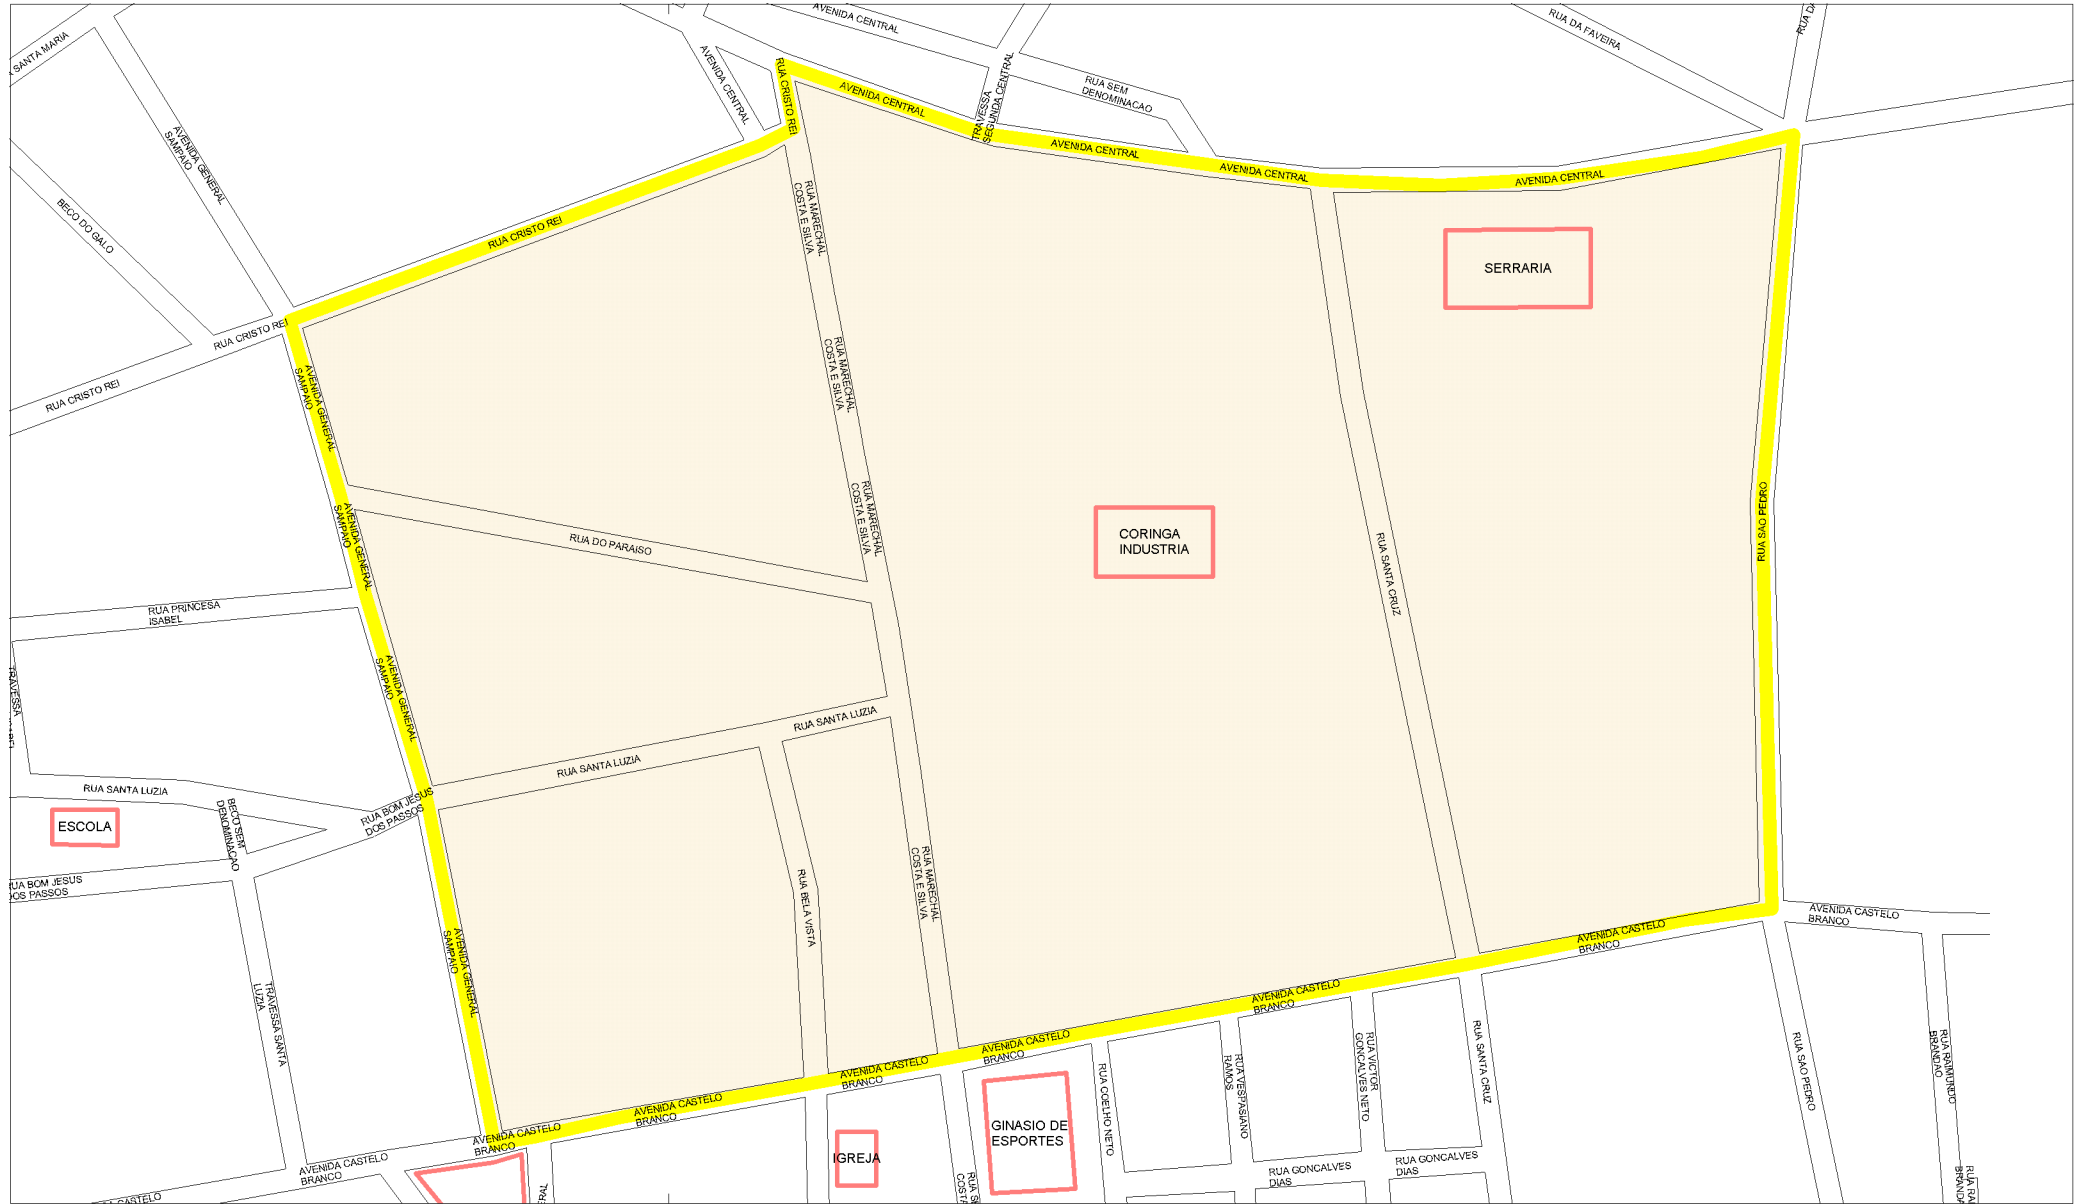 SANTA MARIA
AVENIDA GENERAL
SAMPAIO
BECO DO GALO
RUA CRISTO REI
RUA CRISTO REI
AVENIDA CENTRAL
AVENIDA CENTRAL
RUA CRISTO REI
AVENIDA CENTRAL
TRAVESSA
SEGUNDA CENTRAL
RUA SEM
DENOMINACAO
AVENIDA CENTRAL
AVENIDA CENTRAL
AVENIDA CENTRAL
RUA DA FAVEIRA
RUA DA
RUA CRISTO REI
RUA MARECHAL
COSTA E SILVA
SERRARIA
AVENIDA GENERAL
SAMPAIO
RUA MARECHAL
COSTA E SILVA
AVENIDA GENERAL
SAMPAIO
RUA DO PARAISO
RUA MARECHAL
COSTA E SILVA
CORINGA
INDUSTRIA
RUA SANTA CRUZ
RUA SAO PEDRO
RUA PRINCESA
ISABEL
TRAVESSA
AVENIDA GENERAL
SAMPAIO
RUA SANTA LUZIA
RUA SANTA LUZIA
RUA SANTA LUZIA
ESCOLA
BECO SEM
DENOMINACAO
RUA BOM JESUS
DOS PASSOS
RUA BOM JESUS
DOS PASSOS
RUA BELA VISTA
RUA MARECHAL
COSTA E SILVA
AVENIDA GENERAL
SAMPAIO
TRAVESSA SANTA
LUZIA
AVENIDA CASTELO
BRANCO
AVENIDA CASTELO
BRANCO
AVENIDA CASTELO
BRANCO
AVENIDA CASTELO
BRANCO
AVENIDA CASTELO
BRANCO
AVENIDA CASTELO
BRANCO
AVENIDA CASTELO
BRANCO
AVENIDA CASTELO
BRANCO
CASTELO
IGREJA
GINASIO DE
ESPORTES
RUA COELHO NETO
RUA VESPASIANO
RAMOS
RUA VICTOR
GONCALVES NETO
RUA SANTA CRUZ
RUA GONCALVES
DIAS
RUA GONCALVES
DIAS
RUA SAO PEDRO
RUA RAIMUNDO
BRANDAO